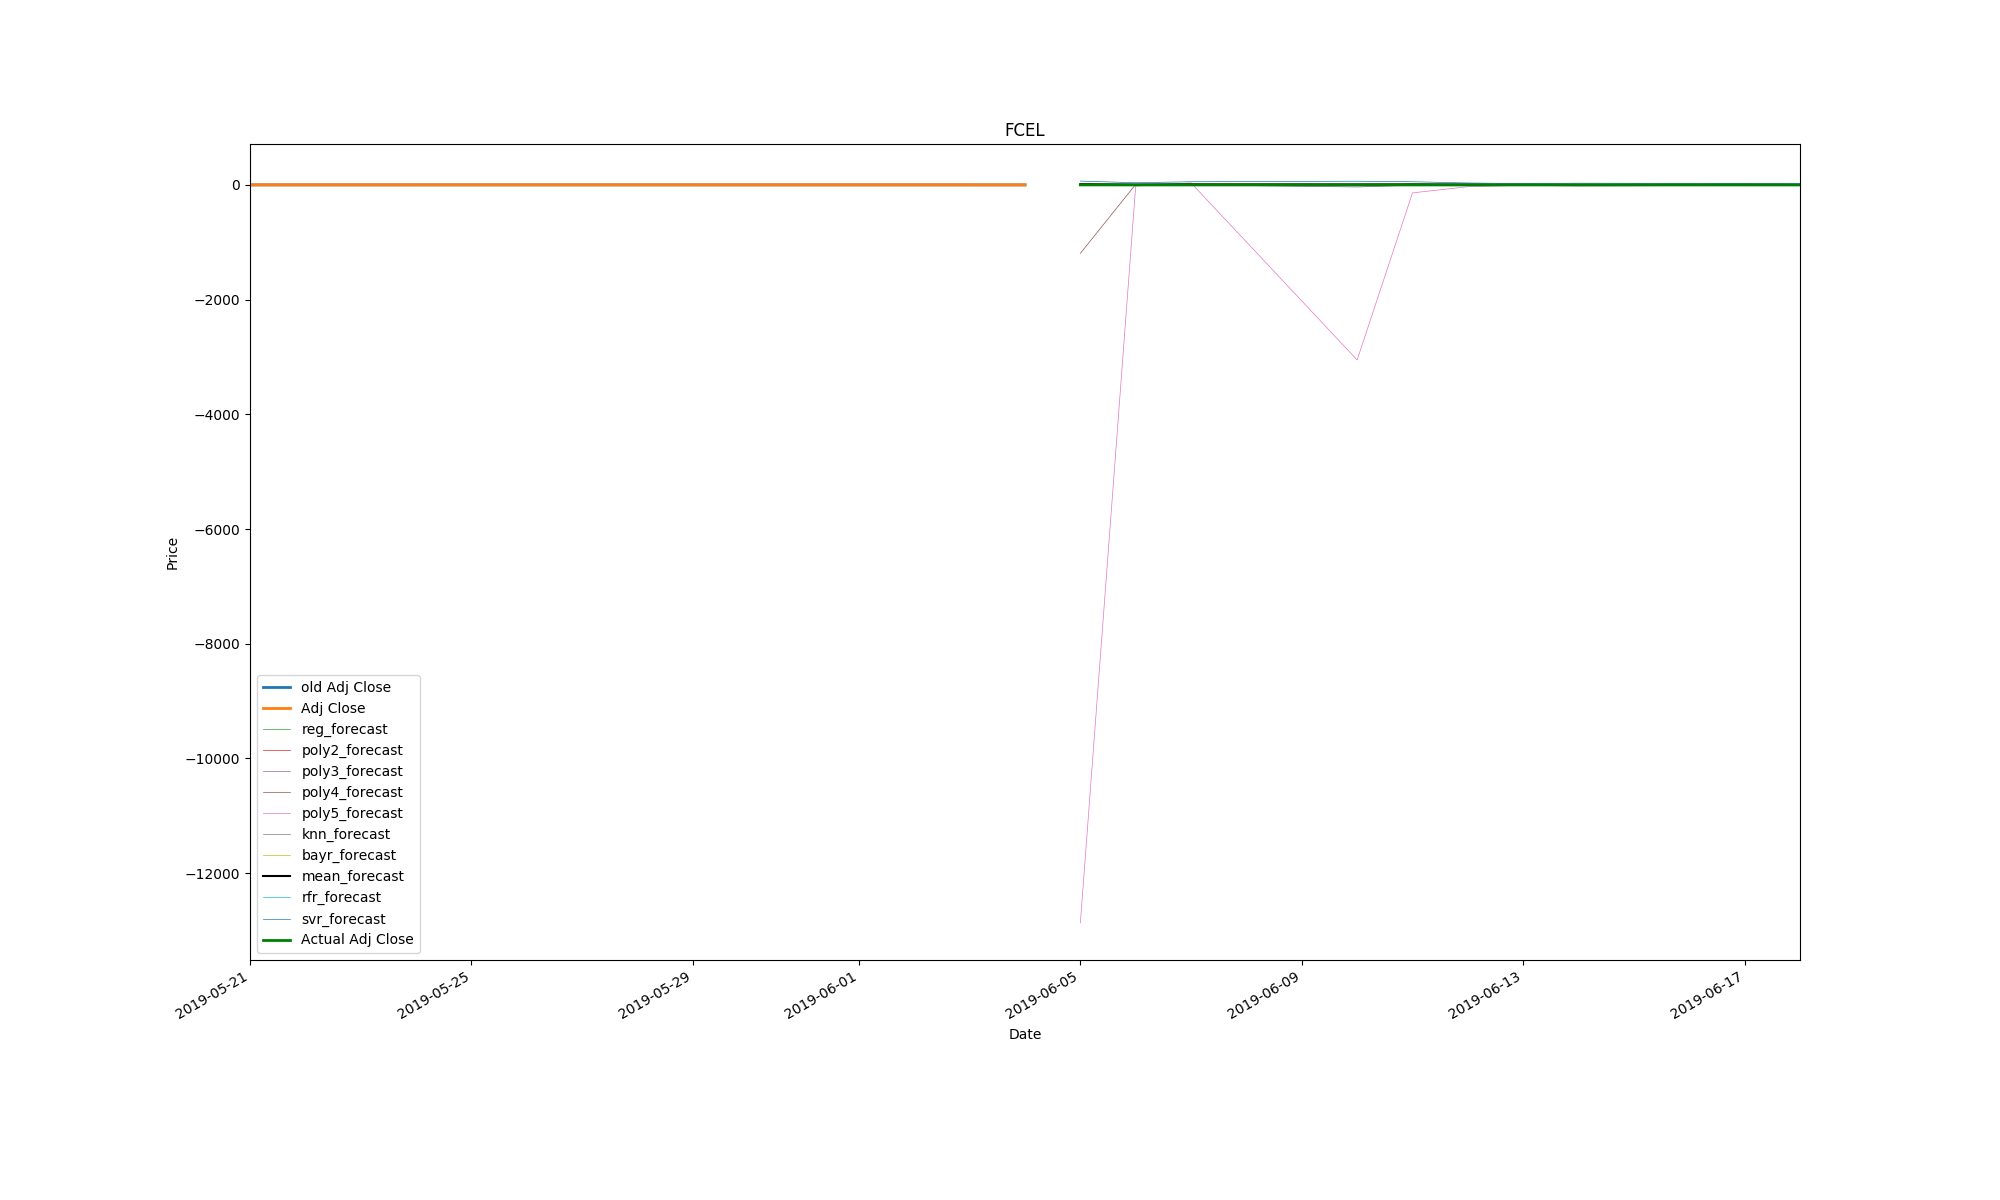 FCEL
0
−2000
−4000
−6000
−8000
−10000
−12000
Price
old Adj Close
Adj Close
reg_forecast
poly2_forecast
poly3_forecast
poly4_forecast
poly5_forecast
knn_forecast
bayr_forecast
mean_forecast
rfr_forecast
svr_forecast
Actual Adj Close
2019-05-21
2019-05-25
2019-05-29
2019-06-01
2019-06-05
2019-06-09
2019-06-13
2019-06-17
Date